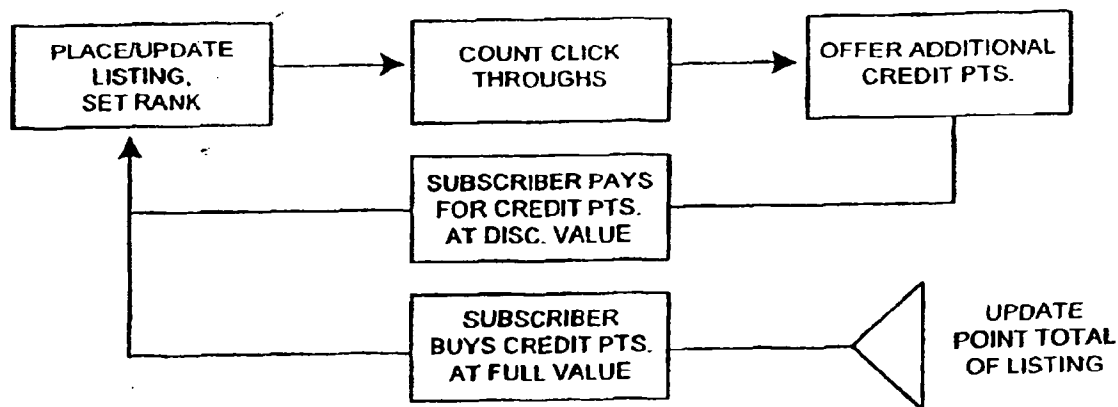 PLACE/UPDATE
LISTING,
SET RANK
COUNT CLICK
THROUGHS
OFFER ADDITIONAL
CREDIT PTS.
SUBSCRIBER PAYS
FOR CREDIT PTS.
AT DISC. VALUE
SUBSCRIBER
BUYS CREDIT PTS.
AT FULL VALUE
UPDATE
POINT TOTAL
OF LISTING